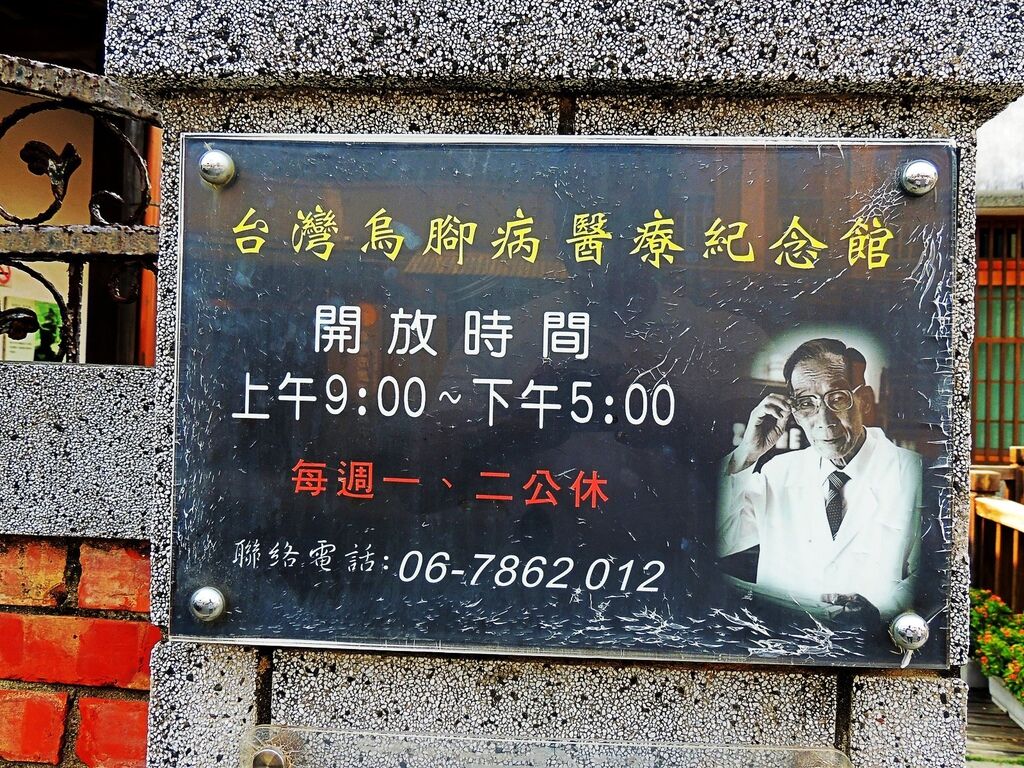 台灣烏腳病醫療紀念館
開放時間
上午9:00~下午5:00
每週一、二公休
聯絡電話:06-7862012